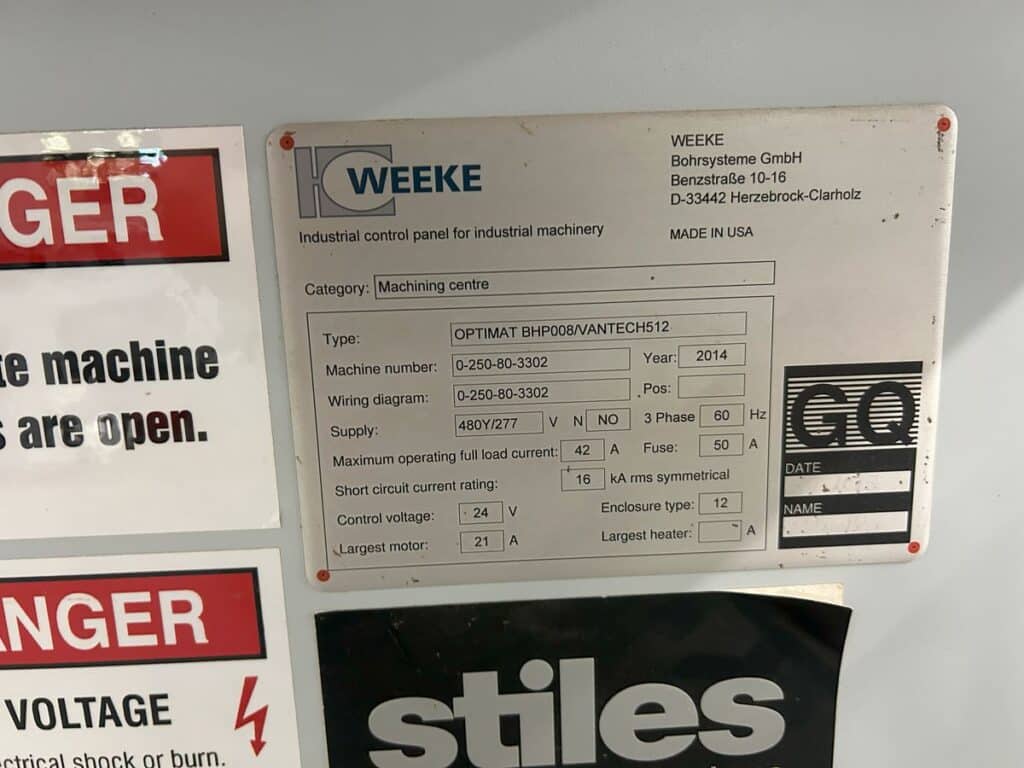 GER
te machine
s are open.
ANGER
VOLTAGE
ctrical shock or burn.
WEEKE
WEEKE
Bohrsysteme GmbH
Benzstraße 10-16
D-33442 Herzebrock-Clarholz
Industrial control panel for industrial machinery
MADE IN USA
Category: Machining centre
Type: OPTIMAT BHP008/VANTECH512
Machine number: 0-250-80-3302 Year: 2014
Wiring diagram: 0-250-80-3302 Pos:
Supply: 480Y/277 V N NO 3 Phase 60 Hz
Maximum operating full load current: 42 A Fuse: 50 A
Short circuit current rating: 16 kA rms symmetrical
Control voltage: 24 V Enclosure type: 12
Largest motor: 21 A Largest heater: A
GQ
DATE
NAME
stiles